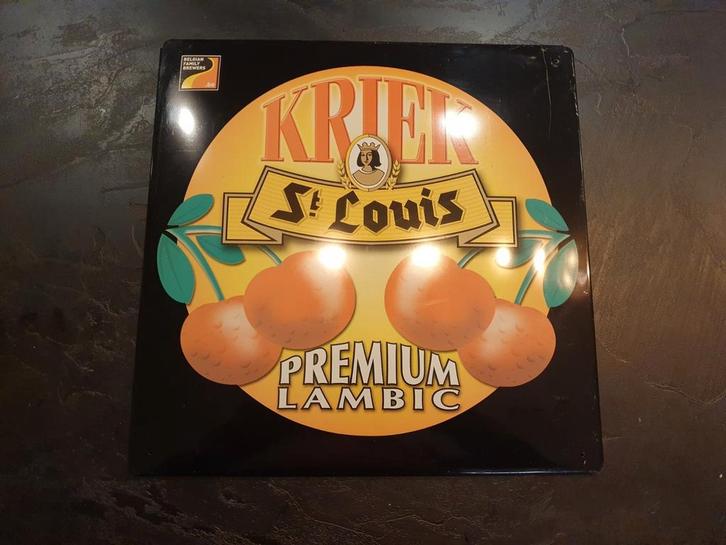 BELGIAN
FAMILY
BREWERS
KRIEK
St Louis
PREMIUM
LAMBIC